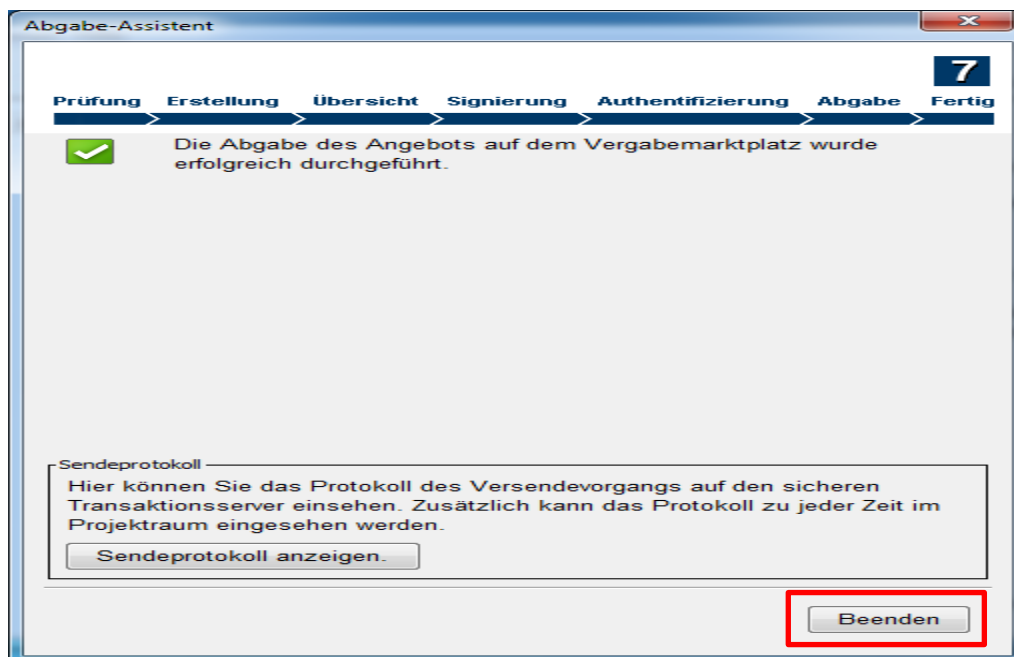 Abgabe-Assistent
7
Prüfung Erstellung Übersicht Signierung Authentifizierung Abgabe Fertig
Die Abgabe des Angebots auf dem Vergabemarktplatz wurde
erfolgreich durchgeführt.
Sendeprotokoll
Hier können Sie das Protokoll des Versendevorgangs auf den sicheren
Transaktionsserver einsehen. Zusätzlich kann das Protokoll zu jeder Zeit im
Projektraum eingesehen werden.
Sendeprotokoll anzeigen.
Beenden